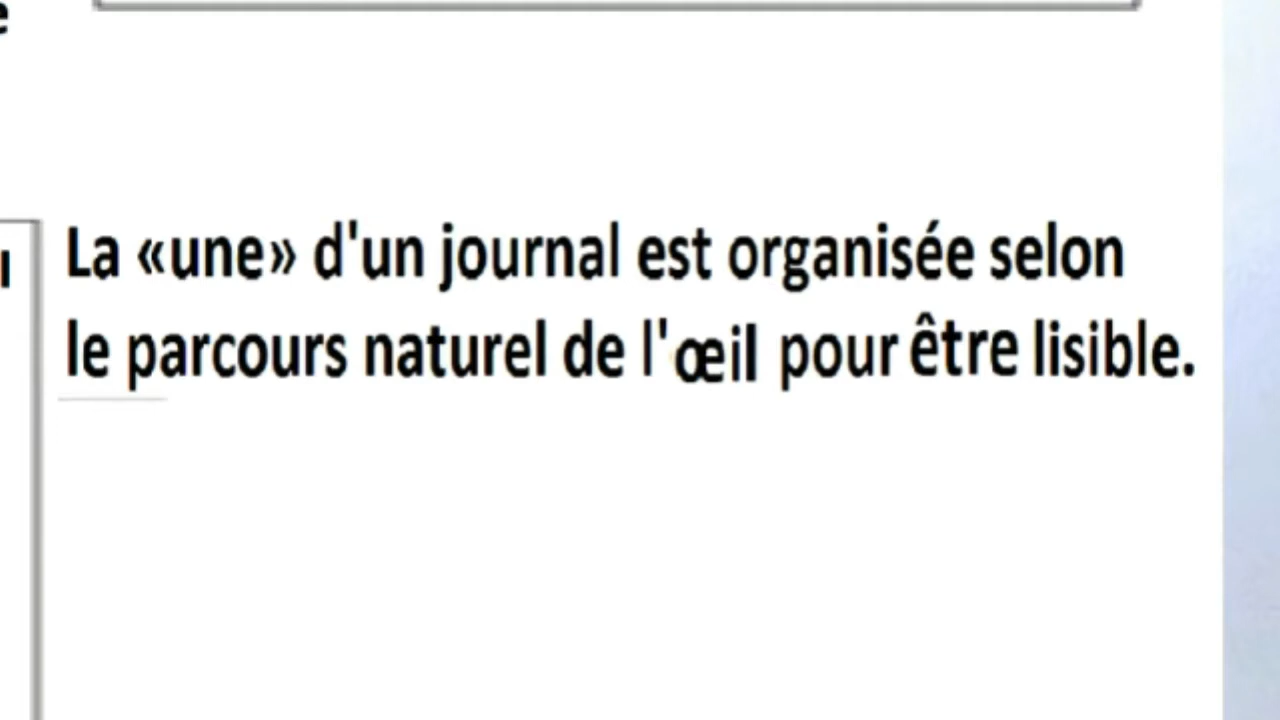 La «une» d'un journal est organisée selon
le parcours naturel de l'œil pour être lisible.